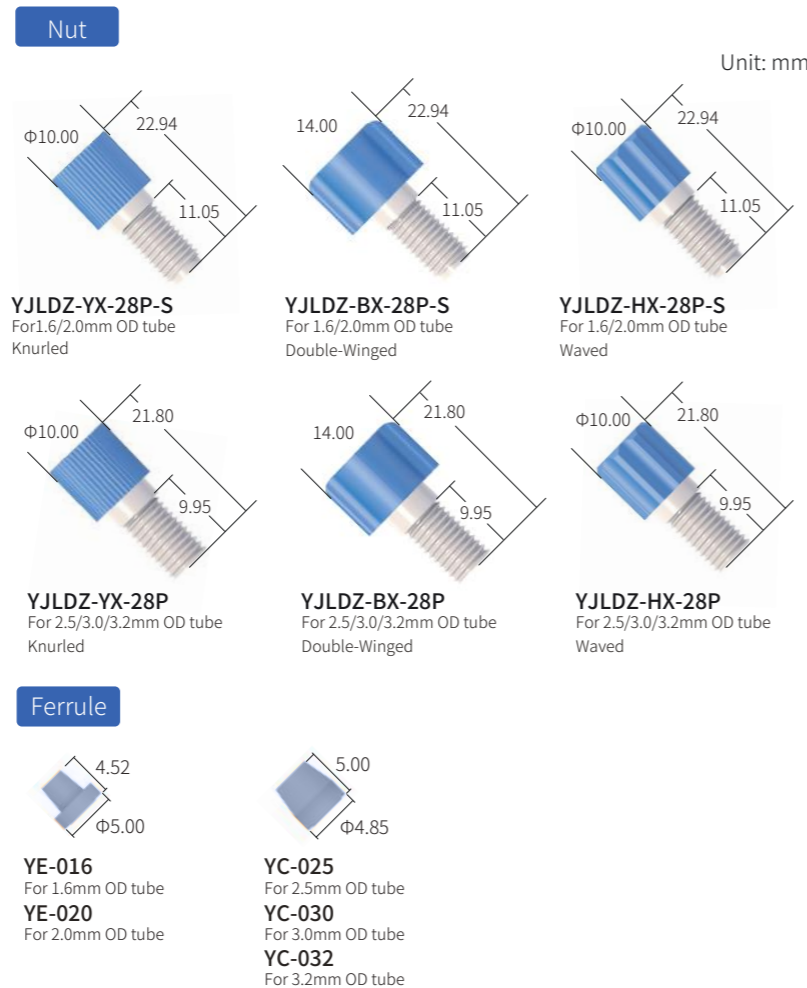 Nut
Unit: mm
Φ10.00
22.94
11.05
14.00
22.94
11.05
Φ10.00
22.94
11.05
YJLDZ-YX-28P-S
For1.6/2.0mm OD tube
Knurled
YJLDZ-BX-28P-S
For 1.6/2.0mm OD tube
Double-Winged
YJLDZ-HX-28P-S
For 1.6/2.0mm OD tube
Waved
Φ10.00
21.80
9.95
14.00
21.80
9.95
Φ10.00
21.80
9.95
YJLDZ-YX-28P
For 2.5/3.0/3.2mm OD tube
Knurled
YJLDZ-BX-28P
For 2.5/3.0/3.2mm OD tube
Double-Winged
YJLDZ-HX-28P
For 2.5/3.0/3.2mm OD tube
Waved
Ferrule
4.52
Φ5.00
5.00
Φ4.85
YE-016
For 1.6mm OD tube
YE-020
For 2.0mm OD tube
YC-025
For 2.5mm OD tube
YC-030
For 3.0mm OD tube
YC-032
For 3.2mm OD tube